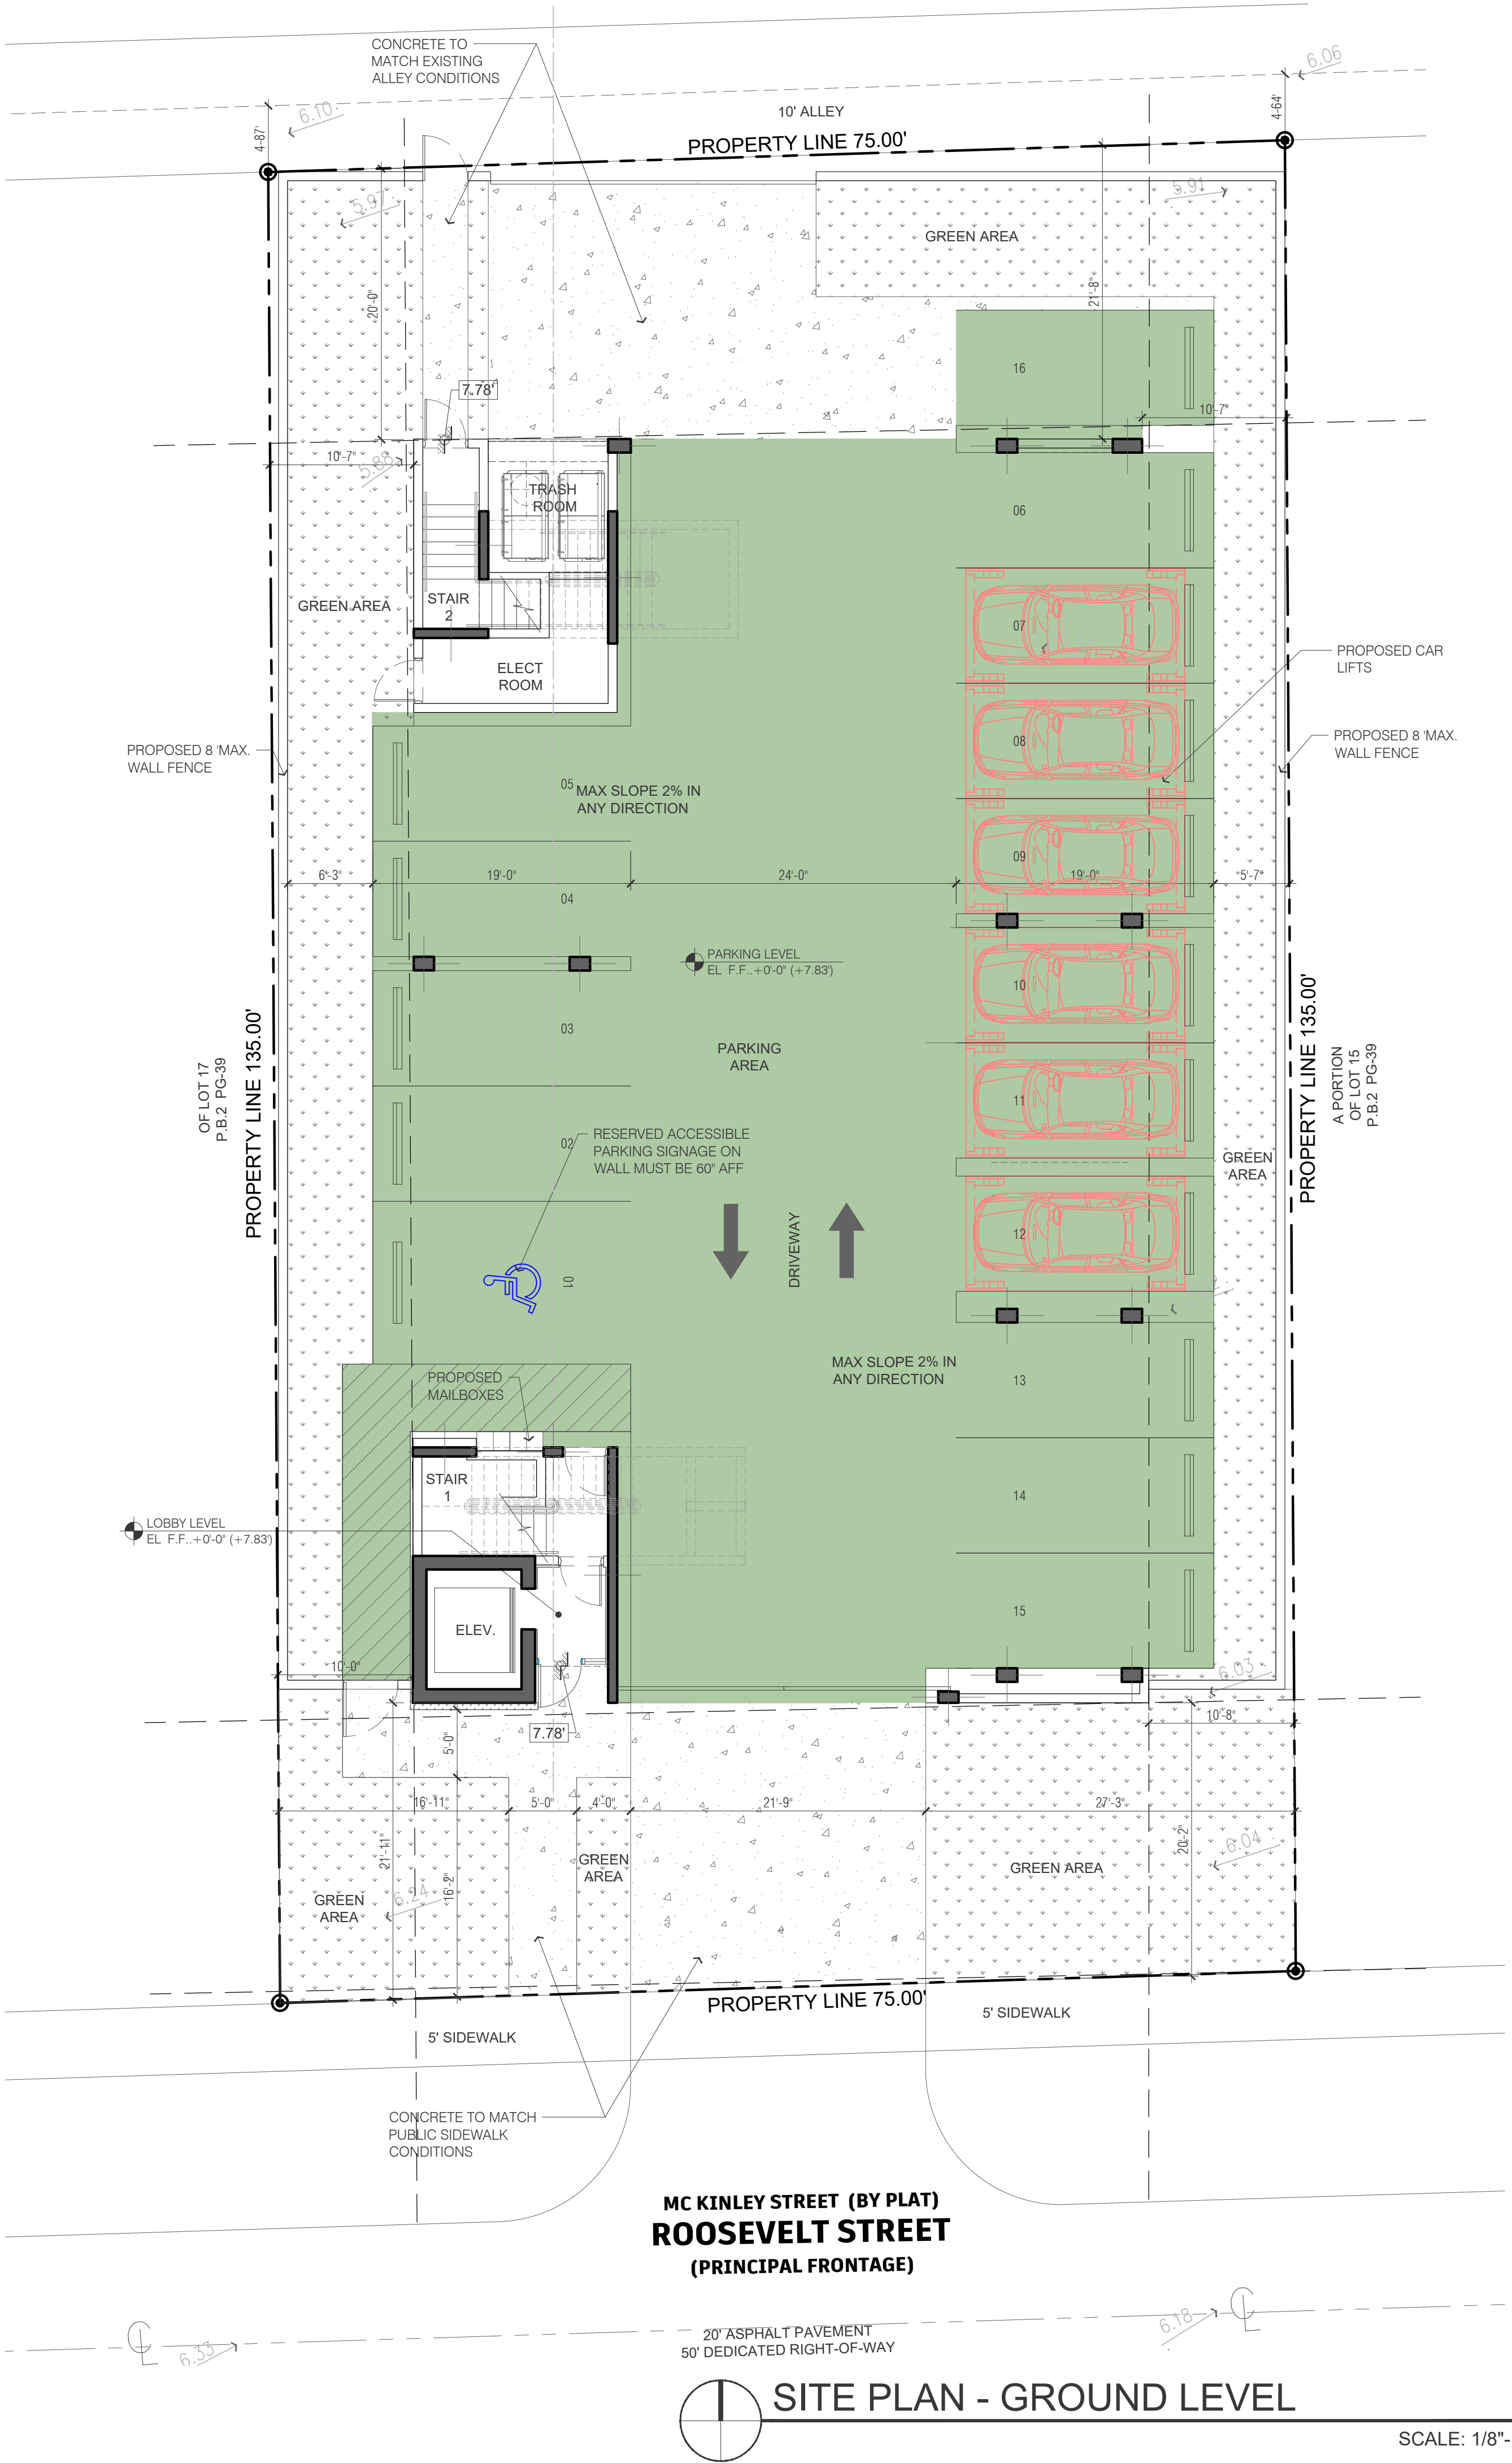 CONCRETE TO
MATCH EXISTING
ALLEY CONDITIONS
6.06
6.10
10' ALLEY
4-87'
4-64'
PROPERTY LINE 75.00'
5.97
5.91
GREEN AREA
20'-0"
21'-8"
16
7.78'
10'-7"
10'-7"
5.88
TRASH
ROOM
06
GREEN AREA
STAIR
2
07
PROPOSED CAR
LIFTS
ELECT
ROOM
PROPOSED 8 'MAX.
WALL FENCE
08
PROPOSED 8 'MAX.
WALL FENCE
05
MAX SLOPE 2% IN
ANY DIRECTION
09
6'-3"
19'-0"
24'-0"
19'-0"
5'-7"
04
PARKING LEVEL
EL F.F..+0'-0" (+7.83')
10
03
PARKING
AREA
OF LOT 17
P.B.2 PG-39
PROPERTY LINE 135.00'
PROPERTY LINE 135.00'
A PORTION
OF LOT 15
P.B.2 PG-39
11
02
RESERVED ACCESSIBLE
PARKING SIGNAGE ON
WALL MUST BE 60" AFF
GREEN
AREA
12
DRIVEWAY
01
PROPOSED
MAILBOXES
MAX SLOPE 2% IN
ANY DIRECTION
13
STAIR
1
14
LOBBY LEVEL
EL F.F..+0'-0" (+7.83')
15
ELEV.
10'-0"
6.03
7.78'
5'-0"
10'-8"
16'-11"
5'-0"
4'-0"
21'-9"
27'-3"
21'-11"
16'-2"
20'-2"
6.04
GREEN
AREA
GREEN AREA
6.24
GREEN
AREA
PROPERTY LINE 75.00'
5' SIDEWALK
5' SIDEWALK
CONCRETE TO MATCH
PUBLIC SIDEWALK
CONDITIONS
MC KINLEY STREET (BY PLAT)
ROOSEVELT STREET
(PRINCIPAL FRONTAGE)
6.33
6.18
20' ASPHALT PAVEMENT
50' DEDICATED RIGHT-OF-WAY
SITE PLAN - GROUND LEVEL
SCALE: 1/8"-